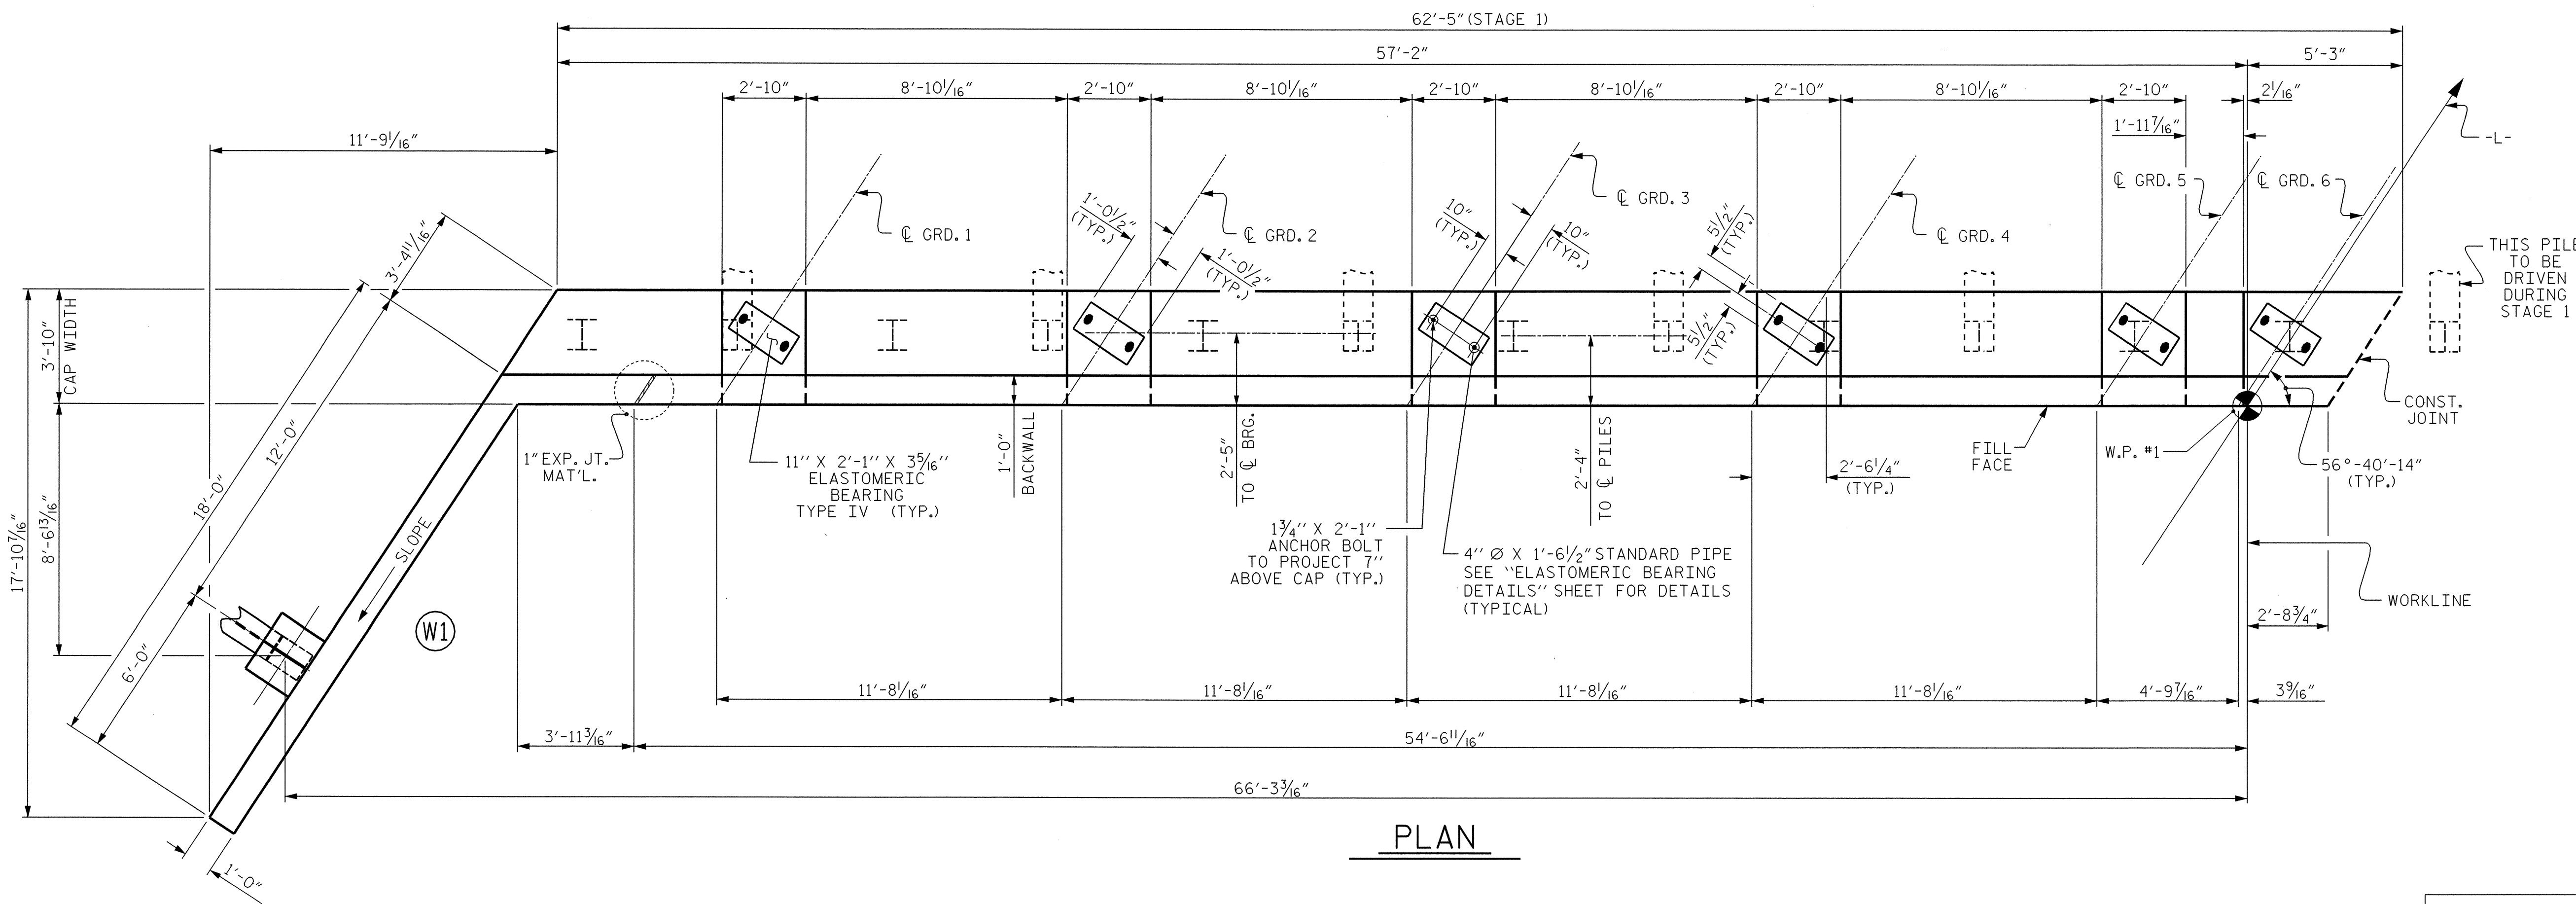 62'-5" (STAGE 1)
57'-2"
5'-3"
2'-10"
8'-10 1/16"
2'-10"
8'-10 1/16"
2'-10"
8'-10 1/16"
2'-10"
8'-10 1/16"
2'-10"
2 1/16"
1'-11 7/16"
-L-
11'-9 1/16"
℄ GRD. 1
1'-0 1/2"
(TYP.)
℄ GRD. 2
1'-0 1/2"
(TYP.)
10"
(TYP.)
10"
(TYP.)
℄ GRD. 3
5 1/2"
(TYP.)
5 1/2"
(TYP.)
℄ GRD. 4
℄ GRD. 5
℄ GRD. 6
THIS PILE
TO BE
DRIVEN
DURING
STAGE 1
3'-4 11/16"
3'-10"
CAP WIDTH
12'-0"
18'-0"
8'-6 13/16"
17'-10 7/16"
6'-0"
SLOPE
W1
1'-0"
1" EXP. JT.
MAT'L.
11" X 2'-1" X 3 5/16"
ELASTOMERIC
BEARING
TYPE IV (TYP.)
1'-0"
BACKWALL
2'-5"
TO ℄ BRG.
1 3/4" X 2'-1"
ANCHOR BOLT
TO PROJECT 7"
ABOVE CAP (TYP.)
4" Ø X 1'-6 1/2" STANDARD PIPE
SEE "ELASTOMERIC BEARING
DETAILS" SHEET FOR DETAILS
(TYPICAL)
2'-4"
TO ℄ PILES
2'-6 1/4"
(TYP.)
FILL
FACE
W.P. #1
56°-40'-14"
(TYP.)
CONST.
JOINT
WORKLINE
2'-8 3/4"
11'-8 1/16"
11'-8 1/16"
11'-8 1/16"
11'-8 1/16"
4'-9 7/16"
3 9/16"
3'-11 3/16"
54'-6 11/16"
66'-3 3/16"
PLAN